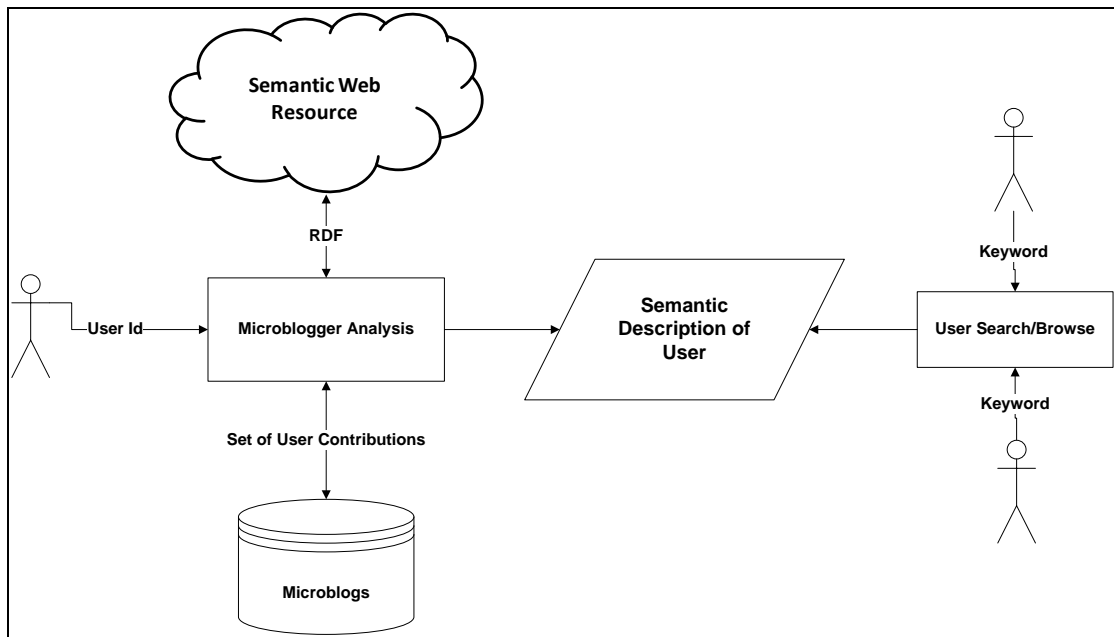 Semantic Web
Resource
RDF
Keyword
User Id
Microblogger Analysis
Semantic
Description of
User
User Search/Browse
Keyword
Set of User Contributions
Microblogs